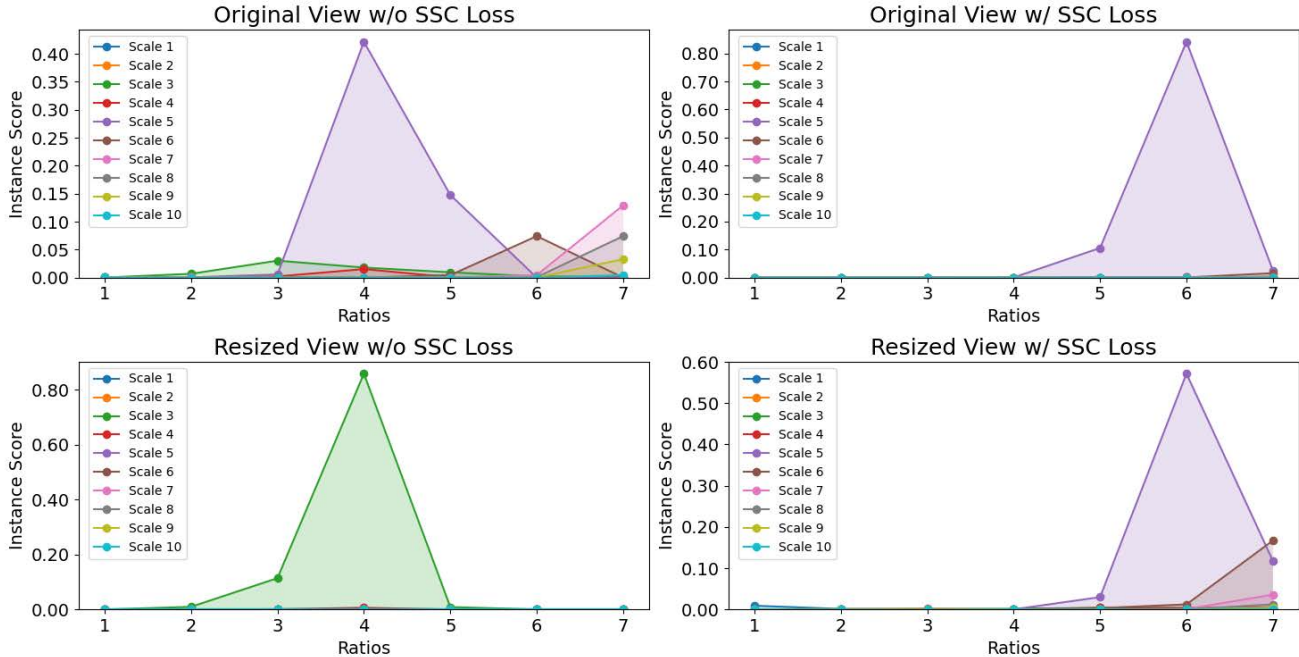 Original View w/o SSC Loss
Instance Score
0.40
0.35
0.30
0.25
0.20
0.15
0.10
0.05
0.00
Scale 1
Scale 2
Scale 3
Scale 4
Scale 5
Scale 6
Scale 7
Scale 8
Scale 9
Scale 10
1 2 3 4 5 6 7
Ratios
Original View w/ SSC Loss
Instance Score
0.80
0.70
0.60
0.50
0.40
0.30
0.20
0.10
0.00
Scale 1
Scale 2
Scale 3
Scale 4
Scale 5
Scale 6
Scale 7
Scale 8
Scale 9
Scale 10
1 2 3 4 5 6 7
Ratios
Resized View w/o SSC Loss
Instance Score
0.80
0.60
0.40
0.20
0.00
Scale 1
Scale 2
Scale 3
Scale 4
Scale 5
Scale 6
Scale 7
Scale 8
Scale 9
Scale 10
1 2 3 4 5 6 7
Ratios
Resized View w/ SSC Loss
Instance Score
0.60
0.50
0.40
0.30
0.20
0.10
0.00
Scale 1
Scale 2
Scale 3
Scale 4
Scale 5
Scale 6
Scale 7
Scale 8
Scale 9
Scale 10
1 2 3 4 5 6 7
Ratios